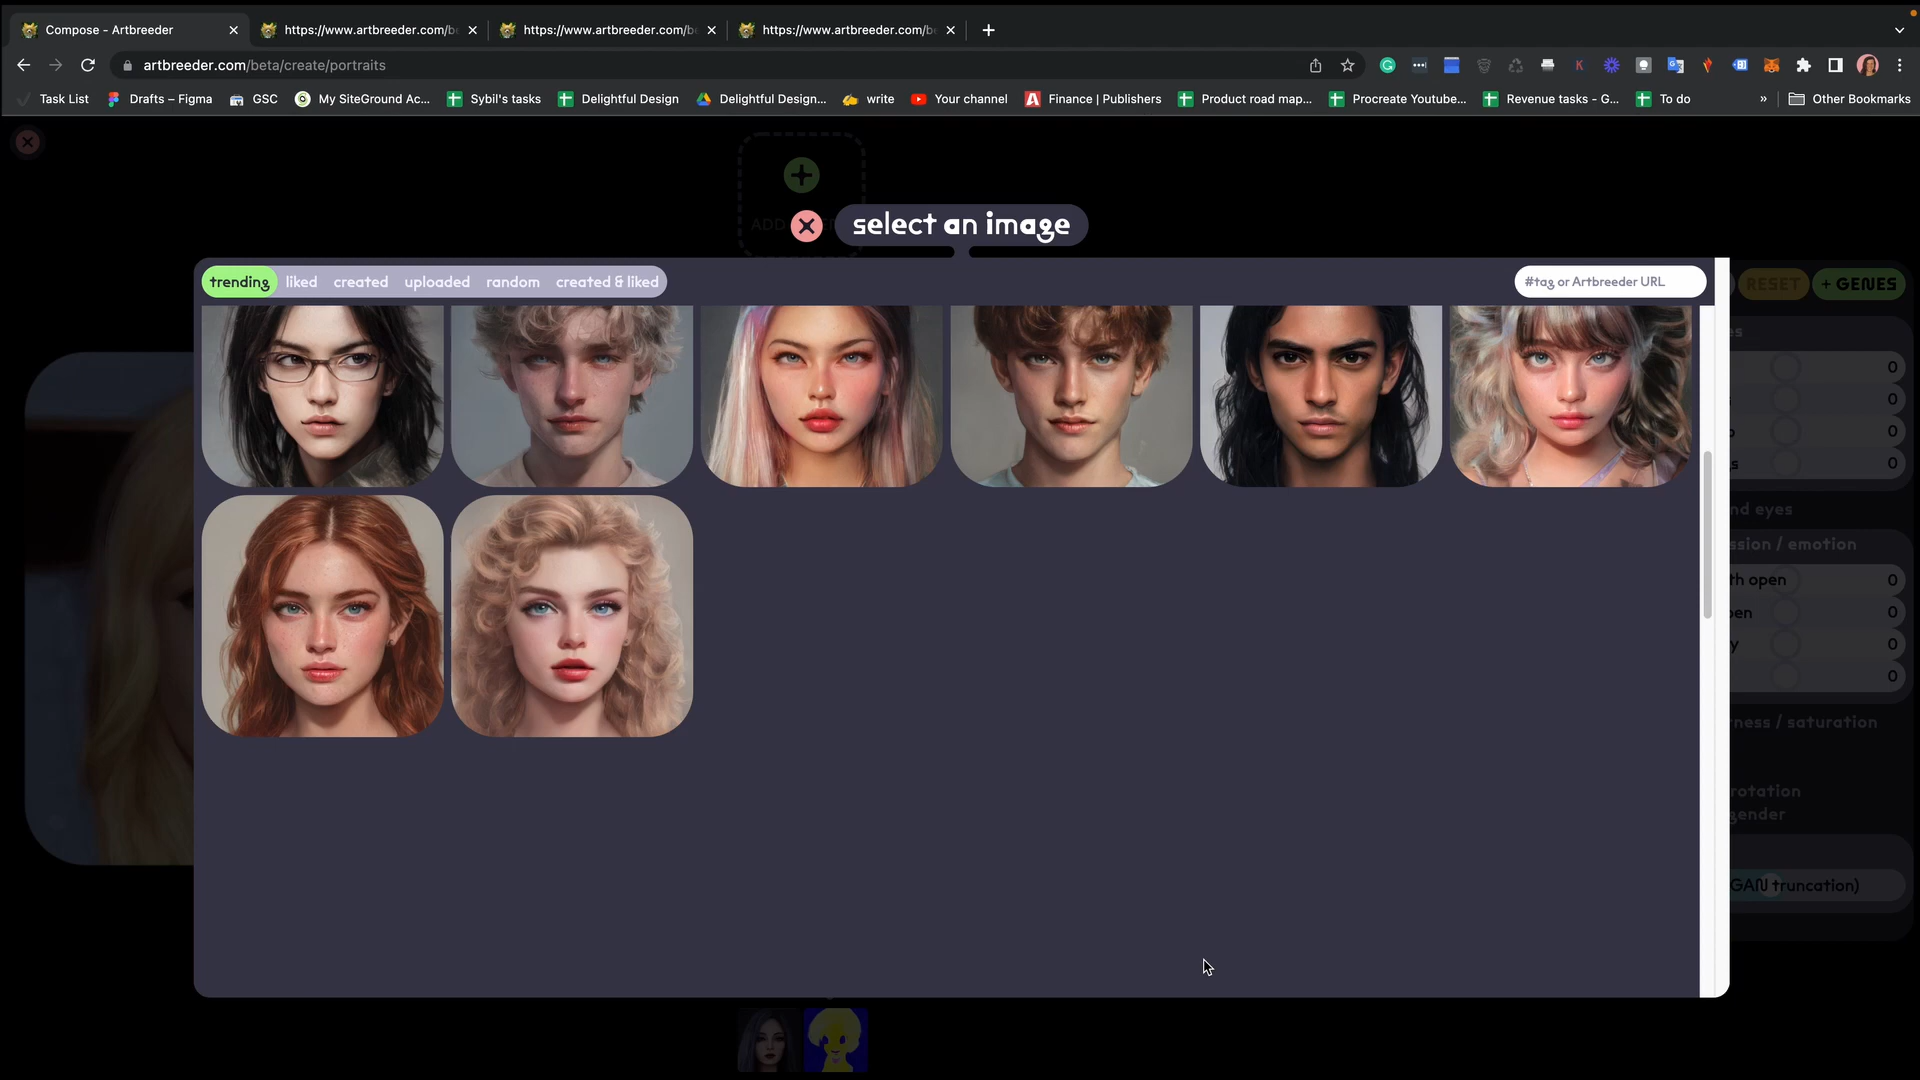 Compose - Artbreeder
https://www.artbreeder.com/b
https://www.artbreeder.com/b
https://www.artbreeder.com/b
artbreeder.com/beta/create/portraits
Task List
Drafts – Figma
GSC
My SiteGround Ac...
Sybil's tasks
Delightful Design
Delightful Design...
write
Your channel
Finance | Publishers
Product road map...
Procreate Youtube...
Revenue tasks - G...
To do
»
Other Bookmarks
ADD
select an image
trending
liked
created
uploaded
random
created & liked
#tag or Artbreeder URL
RESET
+ GENES
0
0
0
0
nd eyes
ssion / emotion
th open 0
pen 0
y 0
0
tness / saturation
rotation
gender
GAN truncation)